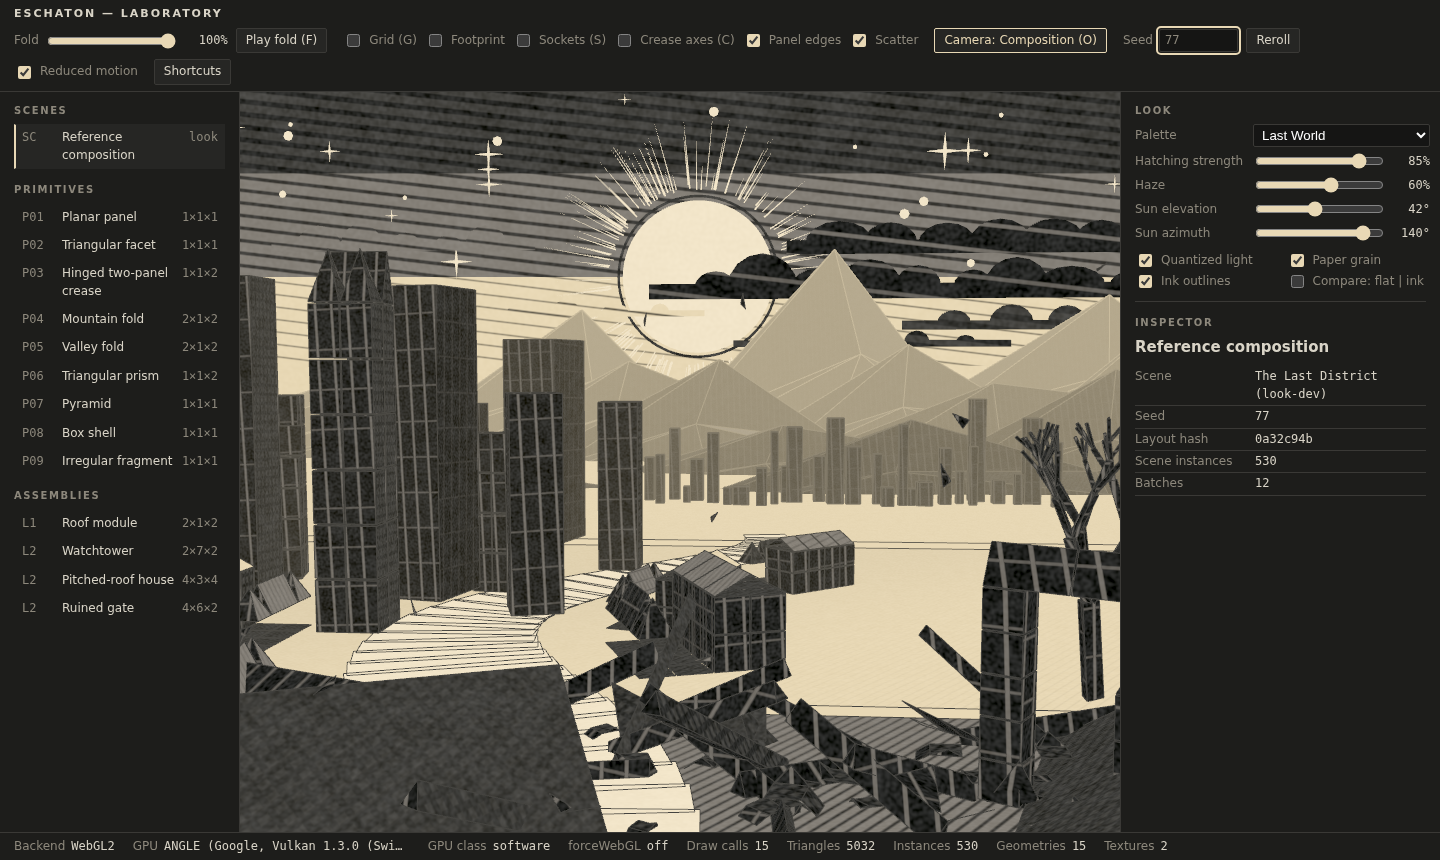 ESCHATON — LABORATORY
Fold 100% Play fold (F) Grid (G) Footprint Sockets (S) Crease axes (C) Panel edges Scatter Camera: Composition (O) Seed 77 Reroll
Reduced motion Shortcuts
SCENES
SC Reference composition look
PRIMITIVES
P01 Planar panel 1×1×1
P02 Triangular facet 1×1×1
P03 Hinged two-panel crease 1×1×2
P04 Mountain fold 2×1×2
P05 Valley fold 2×1×2
P06 Triangular prism 1×1×2
P07 Pyramid 1×1×1
P08 Box shell 1×1×1
P09 Irregular fragment 1×1×1
ASSEMBLIES
L1 Roof module 2×1×2
L2 Watchtower 2×7×2
L2 Pitched-roof house 4×3×4
L2 Ruined gate 4×6×2
LOOK
Palette Last World
Hatching strength 85%
Haze 60%
Sun elevation 42°
Sun azimuth 140°
Quantized light Paper grain
Ink outlines Compare: flat | ink
INSPECTOR
Reference composition
Scene The Last District
(look-dev)
Seed 77
Layout hash 0a32c94b
Scene instances 530
Batches 12
Backend WebGL2 GPU ANGLE (Google, Vulkan 1.3.0 (Swi… GPU class software forceWebGL off Draw calls 15 Triangles 5032 Instances 530 Geometries 15 Textures 2